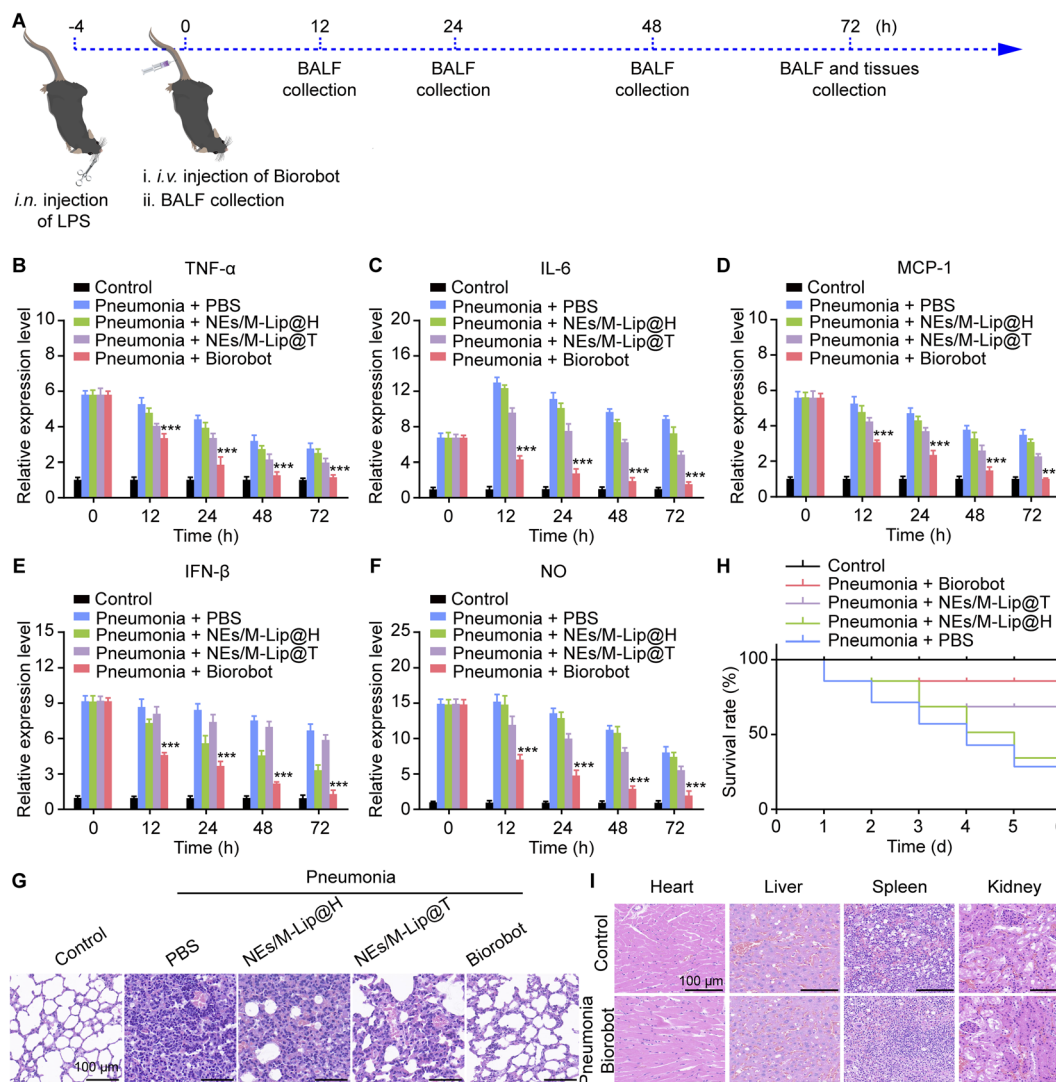 A
-4
0
12
24
48
72
(h)
BALF
collection
BALF
collection
BALF
collection
BALF and tissues
collection
i.n. injection
of LPS
i. i.v. injection of Biorobot
ii. BALF collection
B
TNF-α
Control
Pneumonia + PBS
Pneumonia + NEs/M-Lip@H
Pneumonia + NEs/M-Lip@T
Pneumonia + Biorobot
Relative expression level
10
8
6
4
2
0
***
***
***
***
0 12 24 48 72
Time (h)
C
IL-6
Control
Pneumonia + PBS
Pneumonia + NEs/M-Lip@H
Pneumonia + NEs/M-Lip@T
Pneumonia + Biorobot
Relative expression level
20
16
12
8
4
0
***
***
***
***
0 12 24 48 72
Time (h)
D
MCP-1
Control
Pneumonia + PBS
Pneumonia + NEs/M-Lip@H
Pneumonia + NEs/M-Lip@T
Pneumonia + Biorobot
Relative expression level
10
8
6
4
2
0
***
***
***
**
0 12 24 48 72
Time (h)
E
IFN-β
Control
Pneumonia + PBS
Pneumonia + NEs/M-Lip@H
Pneumonia + NEs/M-Lip@T
Pneumonia + Biorobot
Relative expression level
15
12
9
6
3
0
***
***
***
***
0 12 24 48 72
Time (h)
F
NO
Control
Pneumonia + PBS
Pneumonia + NEs/M-Lip@H
Pneumonia + NEs/M-Lip@T
Pneumonia + Biorobot
Relative expression level
25
20
15
10
5
0
***
***
***
***
0 12 24 48 72
Time (h)
H
Control
Pneumonia + Biorobot
Pneumonia + NEs/M-Lip@T
Pneumonia + NEs/M-Lip@H
Pneumonia + PBS
Survival rate (%)
100
50
0
0 1 2 3 4 5
Time (d)
G
Pneumonia
Control
PBS
NEs/M-Lip@H
NEs/M-Lip@T
Biorobot
100 μm
I
Heart
Liver
Spleen
Kidney
Control
100 μm
Pneumonia
Biorobot